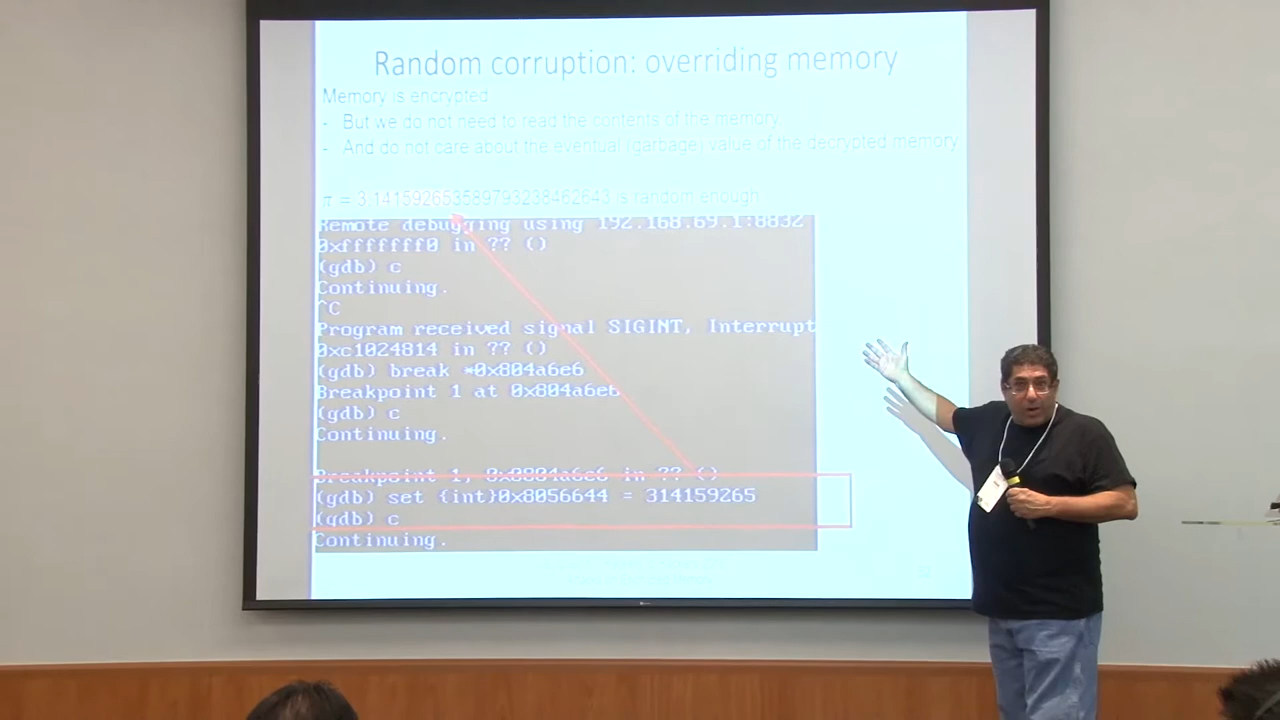 Random corruption: overriding memory
Memory is encrypted
- But we do not need to read the contents of the memory.
- And do not care about the eventual (garbage) value of the decrypted memory
π = 3.141592653589793238462643 is random enough
Remote debugging using 192.168.69.1:8832
0xfffffff0 in ?? ()
(gdb) c
Continuing.
^C
Program received signal SIGINT, Interrupt
0xc1024814 in ?? ()
(gdb) break *0x804a6e6
Breakpoint 1 at 0x804a6e6
(gdb) c
Continuing.
Breakpoint 1, 0x0804a6e6 in ?? ()
(gdb) set {int}0x8056644 = 314159265
(gdb) c
Continuing.